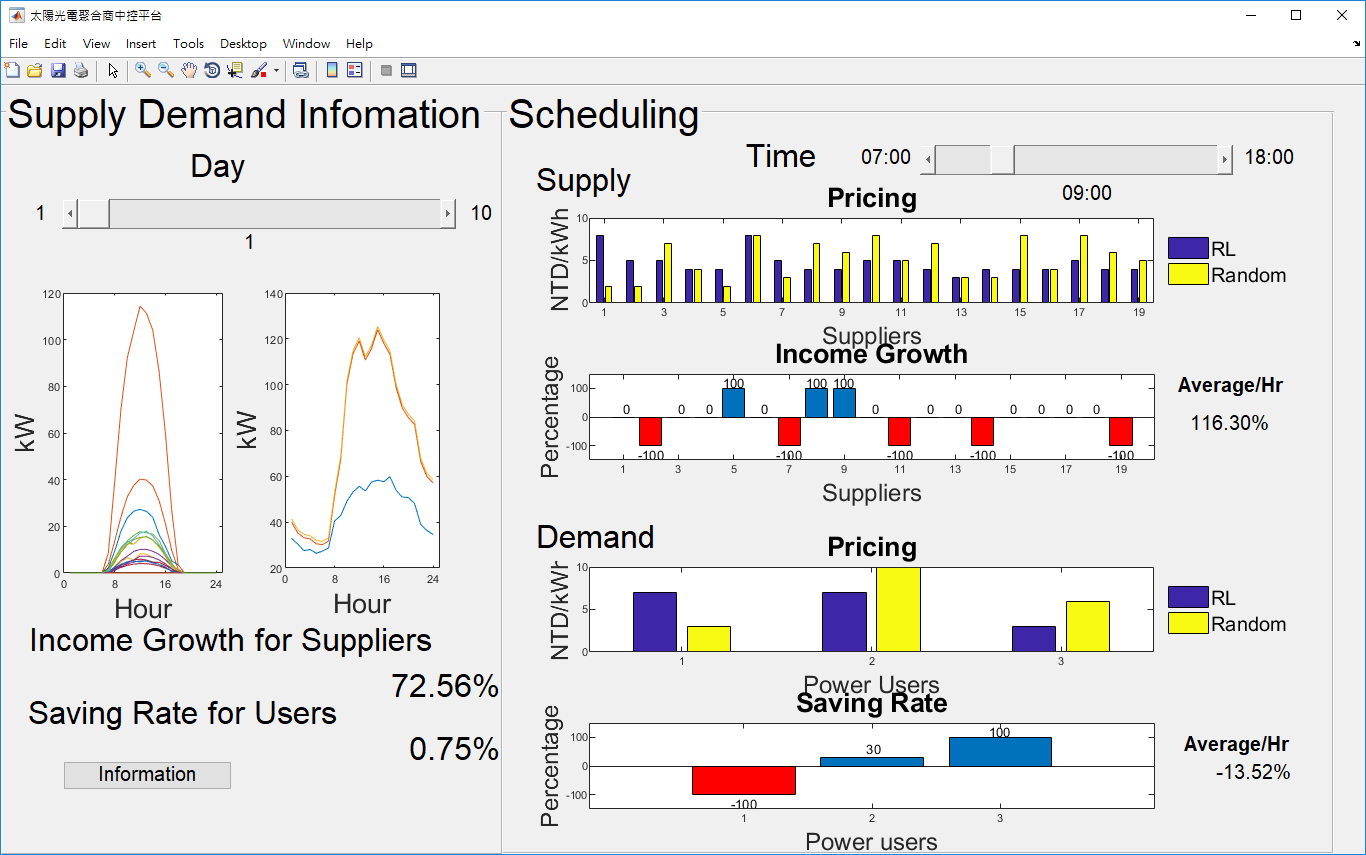 太陽光電聚合商中控平台
File Edit View Insert Tools Desktop Window Help
Supply Demand Infomation
Day
1 10
1
120
100
80
60
40
20
0
kW
0 8 16 24
Hour
140
120
100
80
60
40
20
kW
0 8 16 24
Hour
Income Growth for Suppliers
72.56%
Saving Rate for Users
0.75%
Information
Scheduling
Time 07:00 18:00
09:00
Supply
Pricing
NTD/kWh
10
5
0
1 3 5 7 9 11 13 15 17 19
Suppliers
RL
Random
Income Growth
Percentage
100
0
-100
0 -100 0 0 100 0 -100 100 100 0 -100 0 0 -100 0 0 0 0 -100
1 3 5 7 9 11 13 15 17 19
Suppliers
Average/Hr
116.30%
Demand
Pricing
NTD/kWh
10
5
0
1 2 3
Power Users
RL
Random
Saving Rate
Percentage
100
0
-100
-100 30 100
1 2 3
Power users
Average/Hr
-13.52%